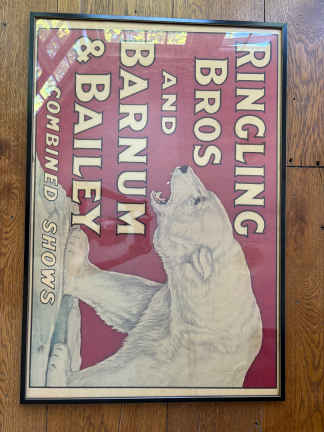 RINGLING
BROS
AND
BARNUM
& BAILEY
COMBINED SHOWS